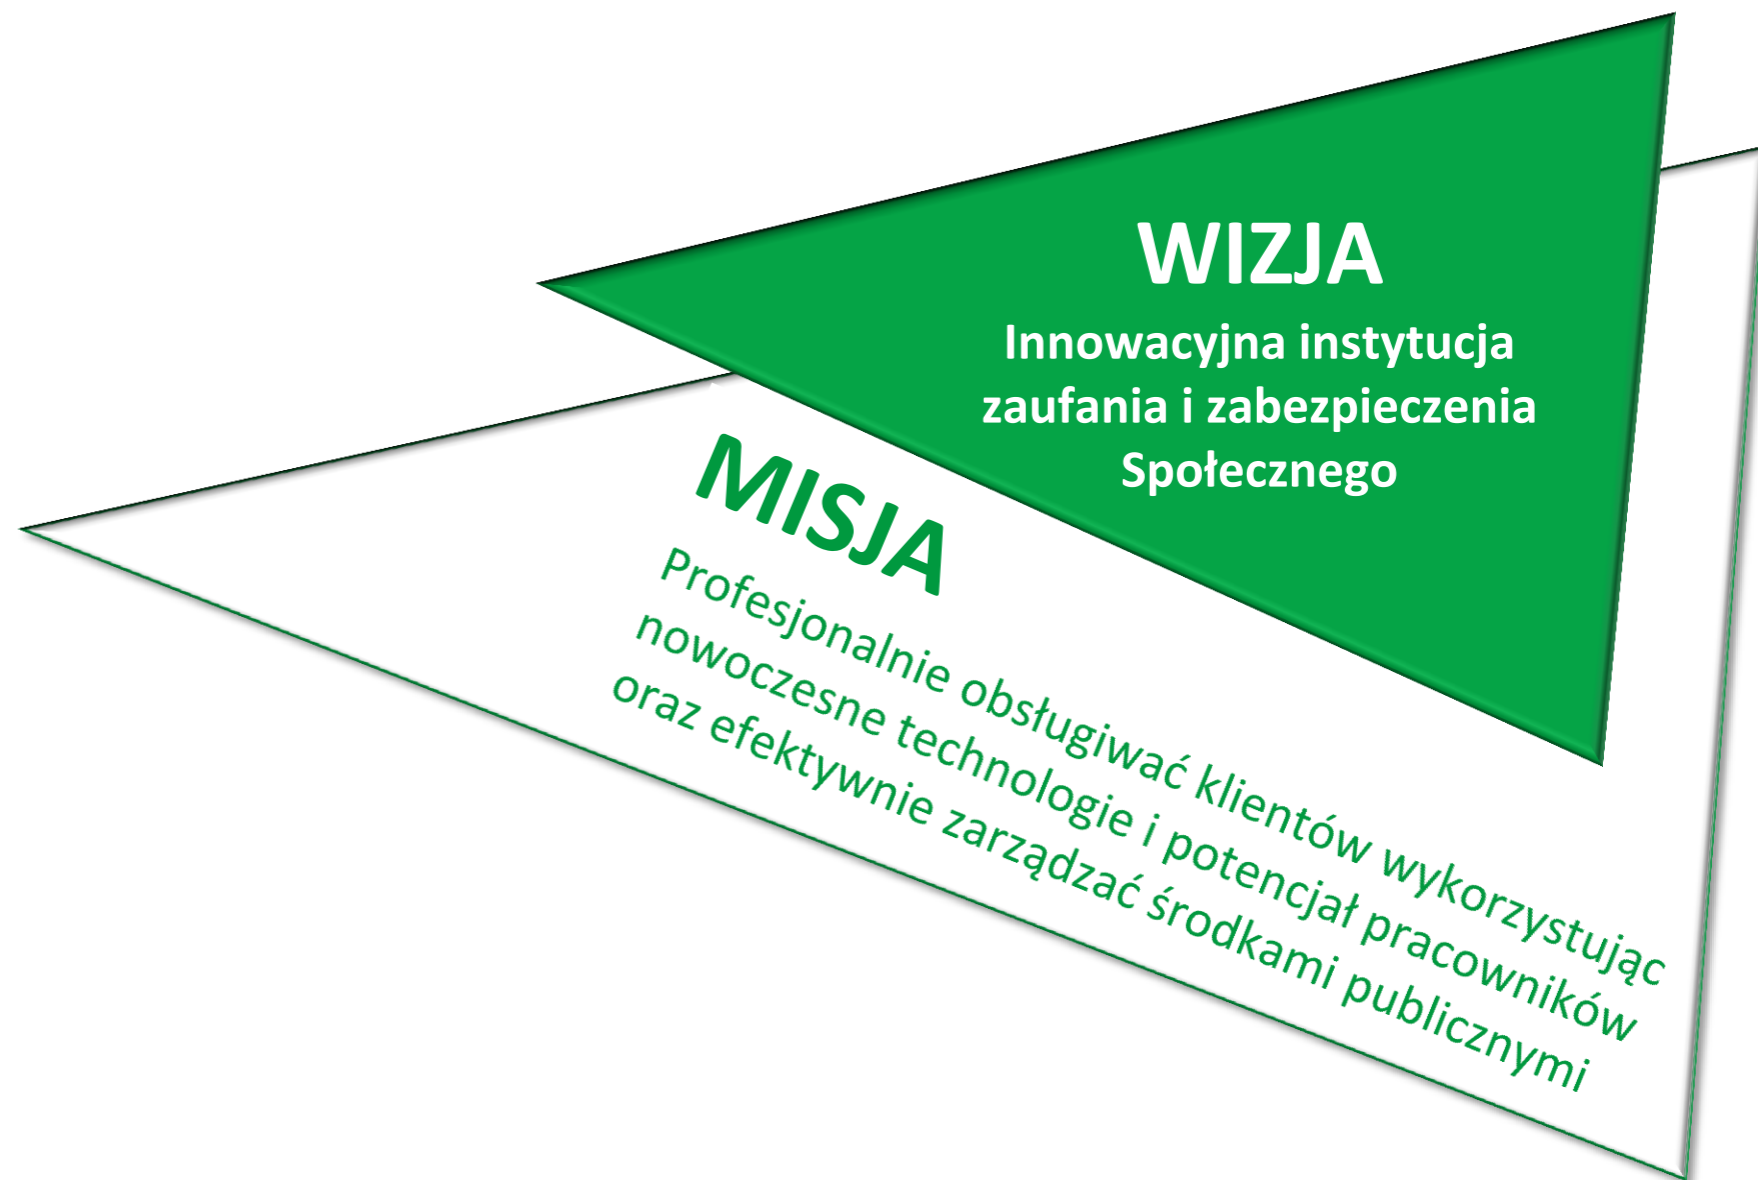 WIZJA
Innowacyjna instytucja
zaufania i zabezpieczenia
Społecznego
MISJA
Profesjonalnie obsługiwać klientów wykorzystując
nowoczesne technologie i potencjał pracowników
oraz efektywnie zarządzać środkami publicznymi